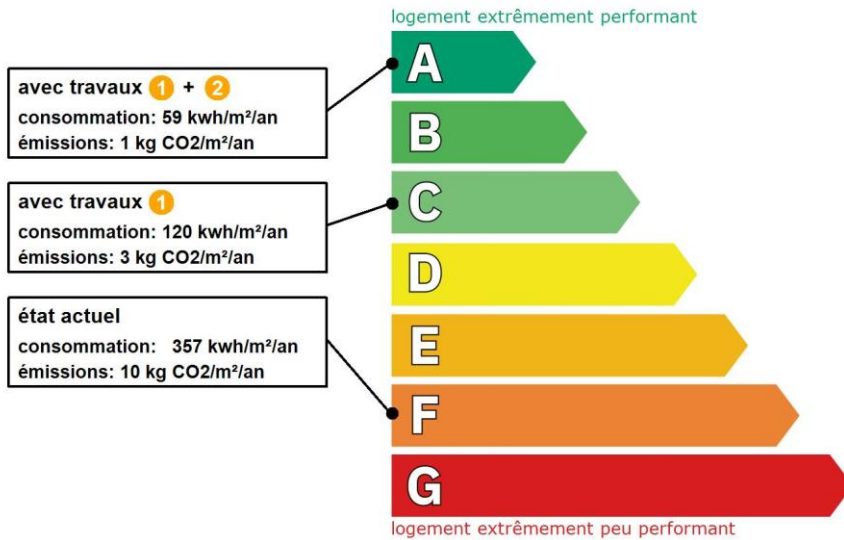 logement extrêmement performant
avec travaux 1 + 2
consommation: 59 kwh/m²/an
émissions: 1 kg CO2/m²/an
avec travaux 1
consommation: 120 kwh/m²/an
émissions: 3 kg CO2/m²/an
état actuel
consommation: 357 kwh/m²/an
émissions: 10 kg CO2/m²/an
A
B
C
D
E
F
G
logement extrêmement peu performant